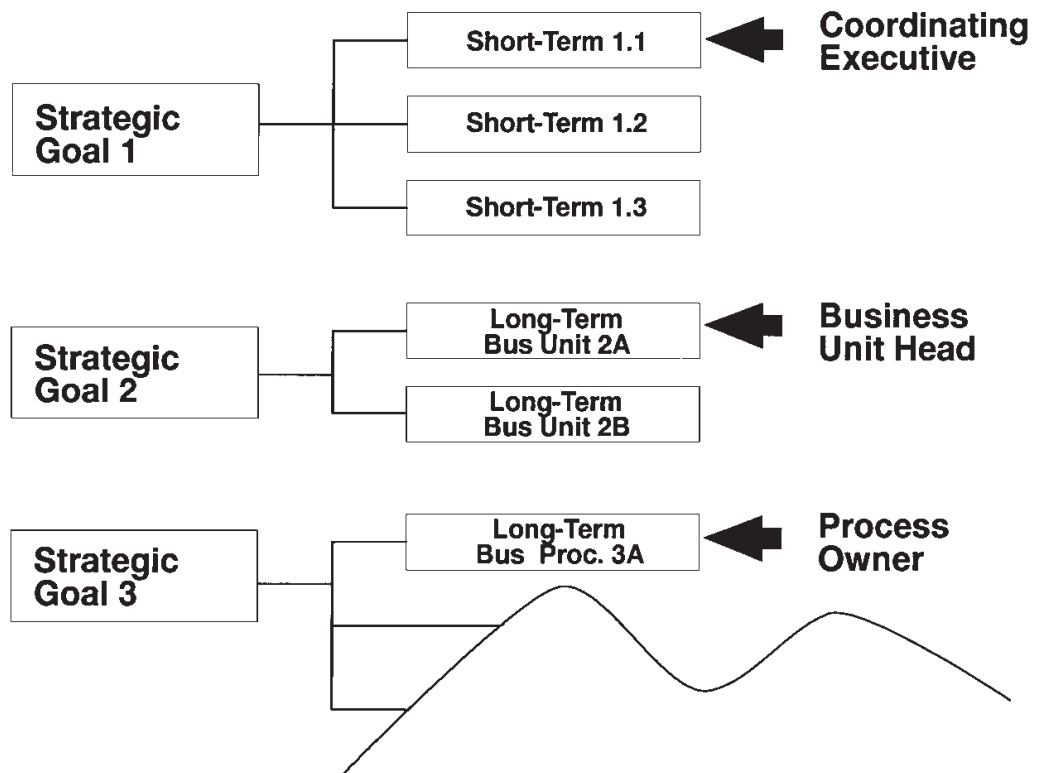 Short-Term 1.1
Coordinating
Executive
Strategic
Goal 1
Short-Term 1.2
Short-Term 1.3
Long-Term
Bus Unit 2A
Business
Unit Head
Strategic
Goal 2
Long-Term
Bus Unit 2B
Long-Term
Bus Proc. 3A
Process
Owner
Strategic
Goal 3